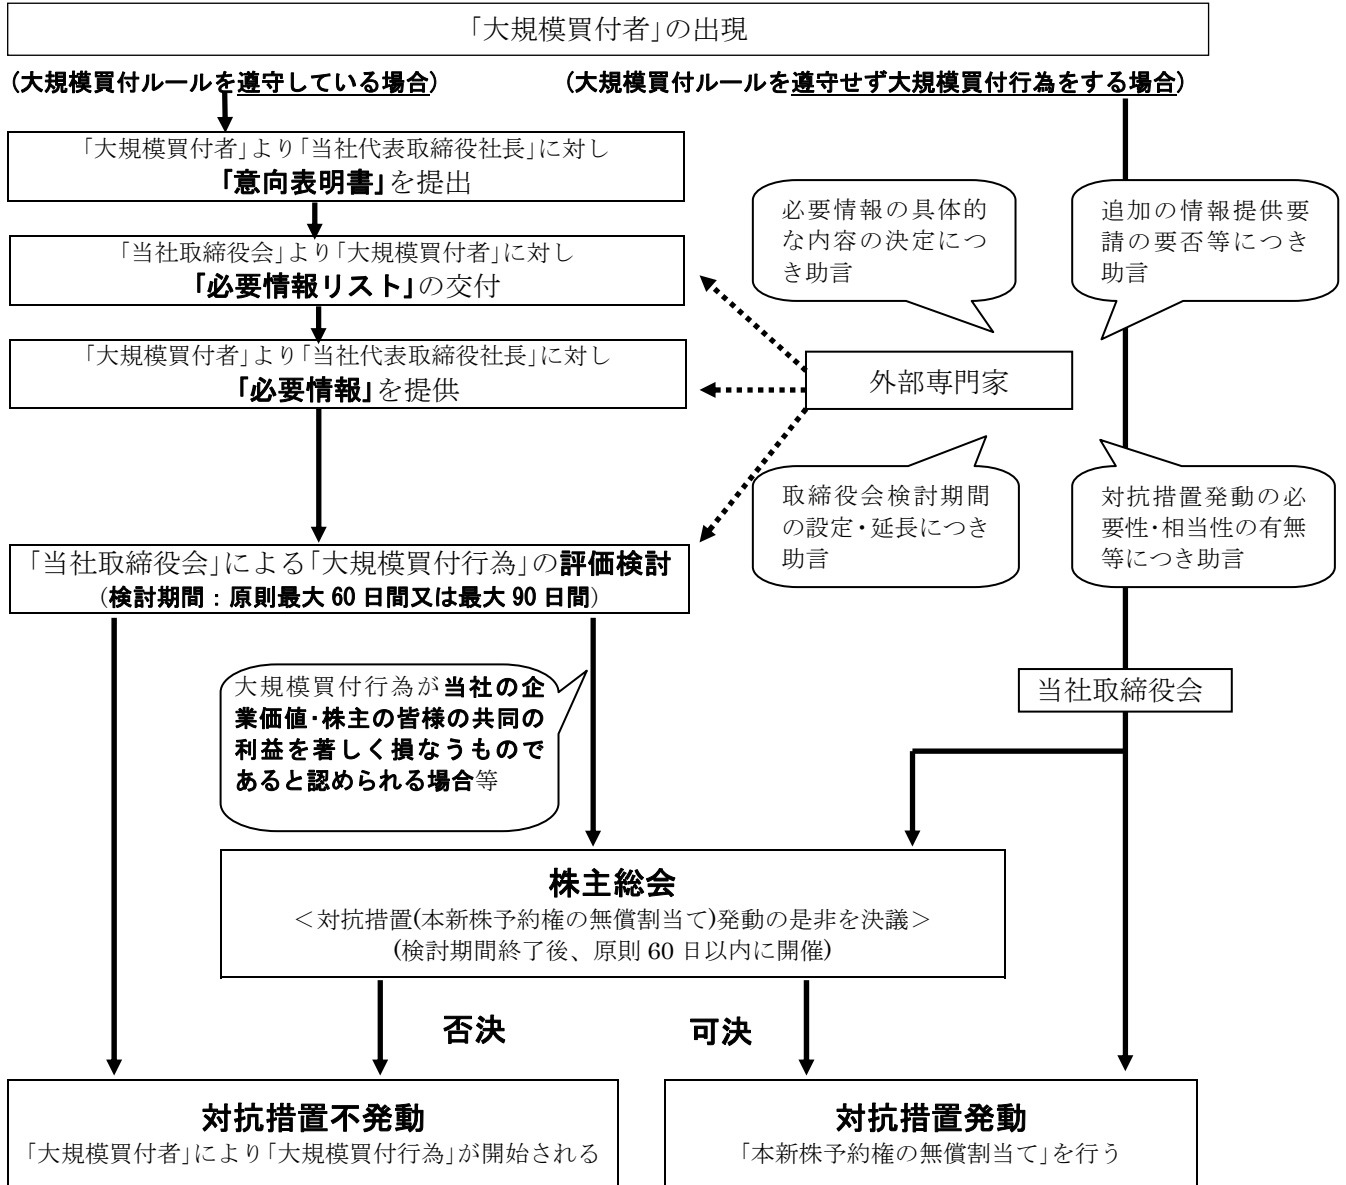 「大規模買付者」の出現
(大規模買付ルールを遵守している場合)
(大規模買付ルールを遵守せず大規模買付行為をする場合)
「大規模買付者」より「当社代表取締役社長」に対し
「意向表明書」を提出
「当社取締役会」より「大規模買付者」に対し
「必要情報リスト」の交付
「大規模買付者」より「当社代表取締役社長」に対し
「必要情報」を提供
必要情報の具体的
な内容の決定につ
き助言
追加の情報提供要
請の要否等につき
助言
外部専門家
取締役会検討期間
の設定・延長につき
助言
対抗措置発動の必
要性・相当性の有無
等につき助言
「当社取締役会」による「大規模買付行為」の評価検討
(検討期間：原則最大 60 日間又は最大 90 日間)
大規模買付行為が当社の企
業価値・株主の皆様の共同の
利益を著しく損なうもので
あると認められる場合等
当社取締役会
株主総会
＜対抗措置(本新株予約権の無償割当て)発動の是非を決議＞
(検討期間終了後、原則 60 日以内に開催)
否決
可決
対抗措置不発動
「大規模買付者」により「大規模買付行為」が開始される
対抗措置発動
「本新株予約権の無償割当て」を行う